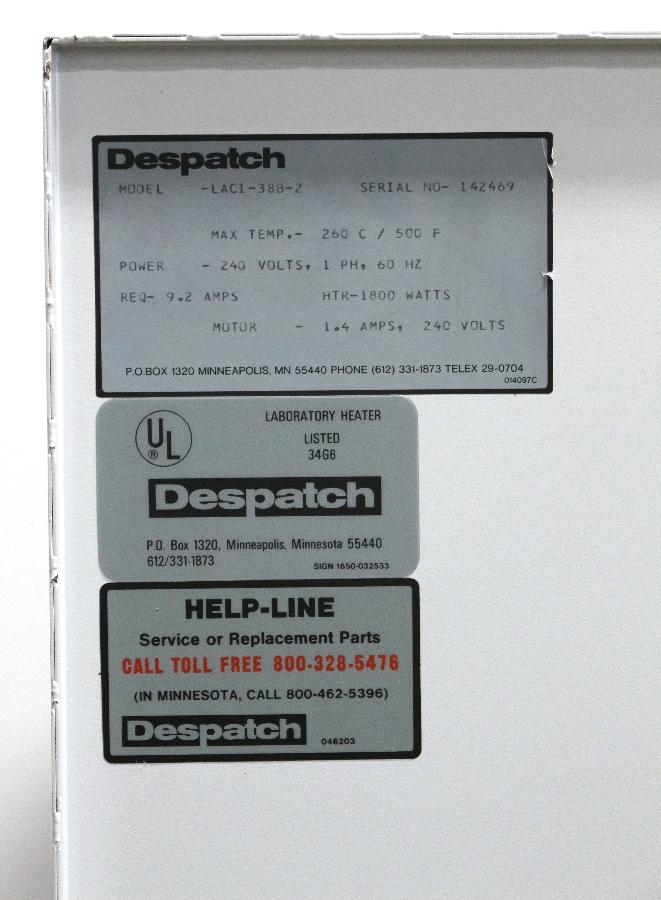 Despatch
MODEL -LAC1-38B-2 SERIAL NO- 142469
MAX TEMP.- 260 C / 500 F
POWER - 240 VOLTS, 1 PH, 60 HZ
REQ- 9.2 AMPS HTR-1800 WATTS
MOTOR - 1.4 AMPS, 240 VOLTS
P.O.BOX 1320 MINNEAPOLIS, MN 55440 PHONE (612) 331-1873 TELEX 29-0704
014097C
UL ® LABORATORY HEATER
LISTED
34G6
Despatch
P.O. Box 1320, Minneapolis, Minnesota 55440
612/331-1873 SIGN 1650-032533
HELP-LINE
Service or Replacement Parts
CALL TOLL FREE 800-328-5476
(IN MINNESOTA, CALL 800-462-5396)
Despatch 046203